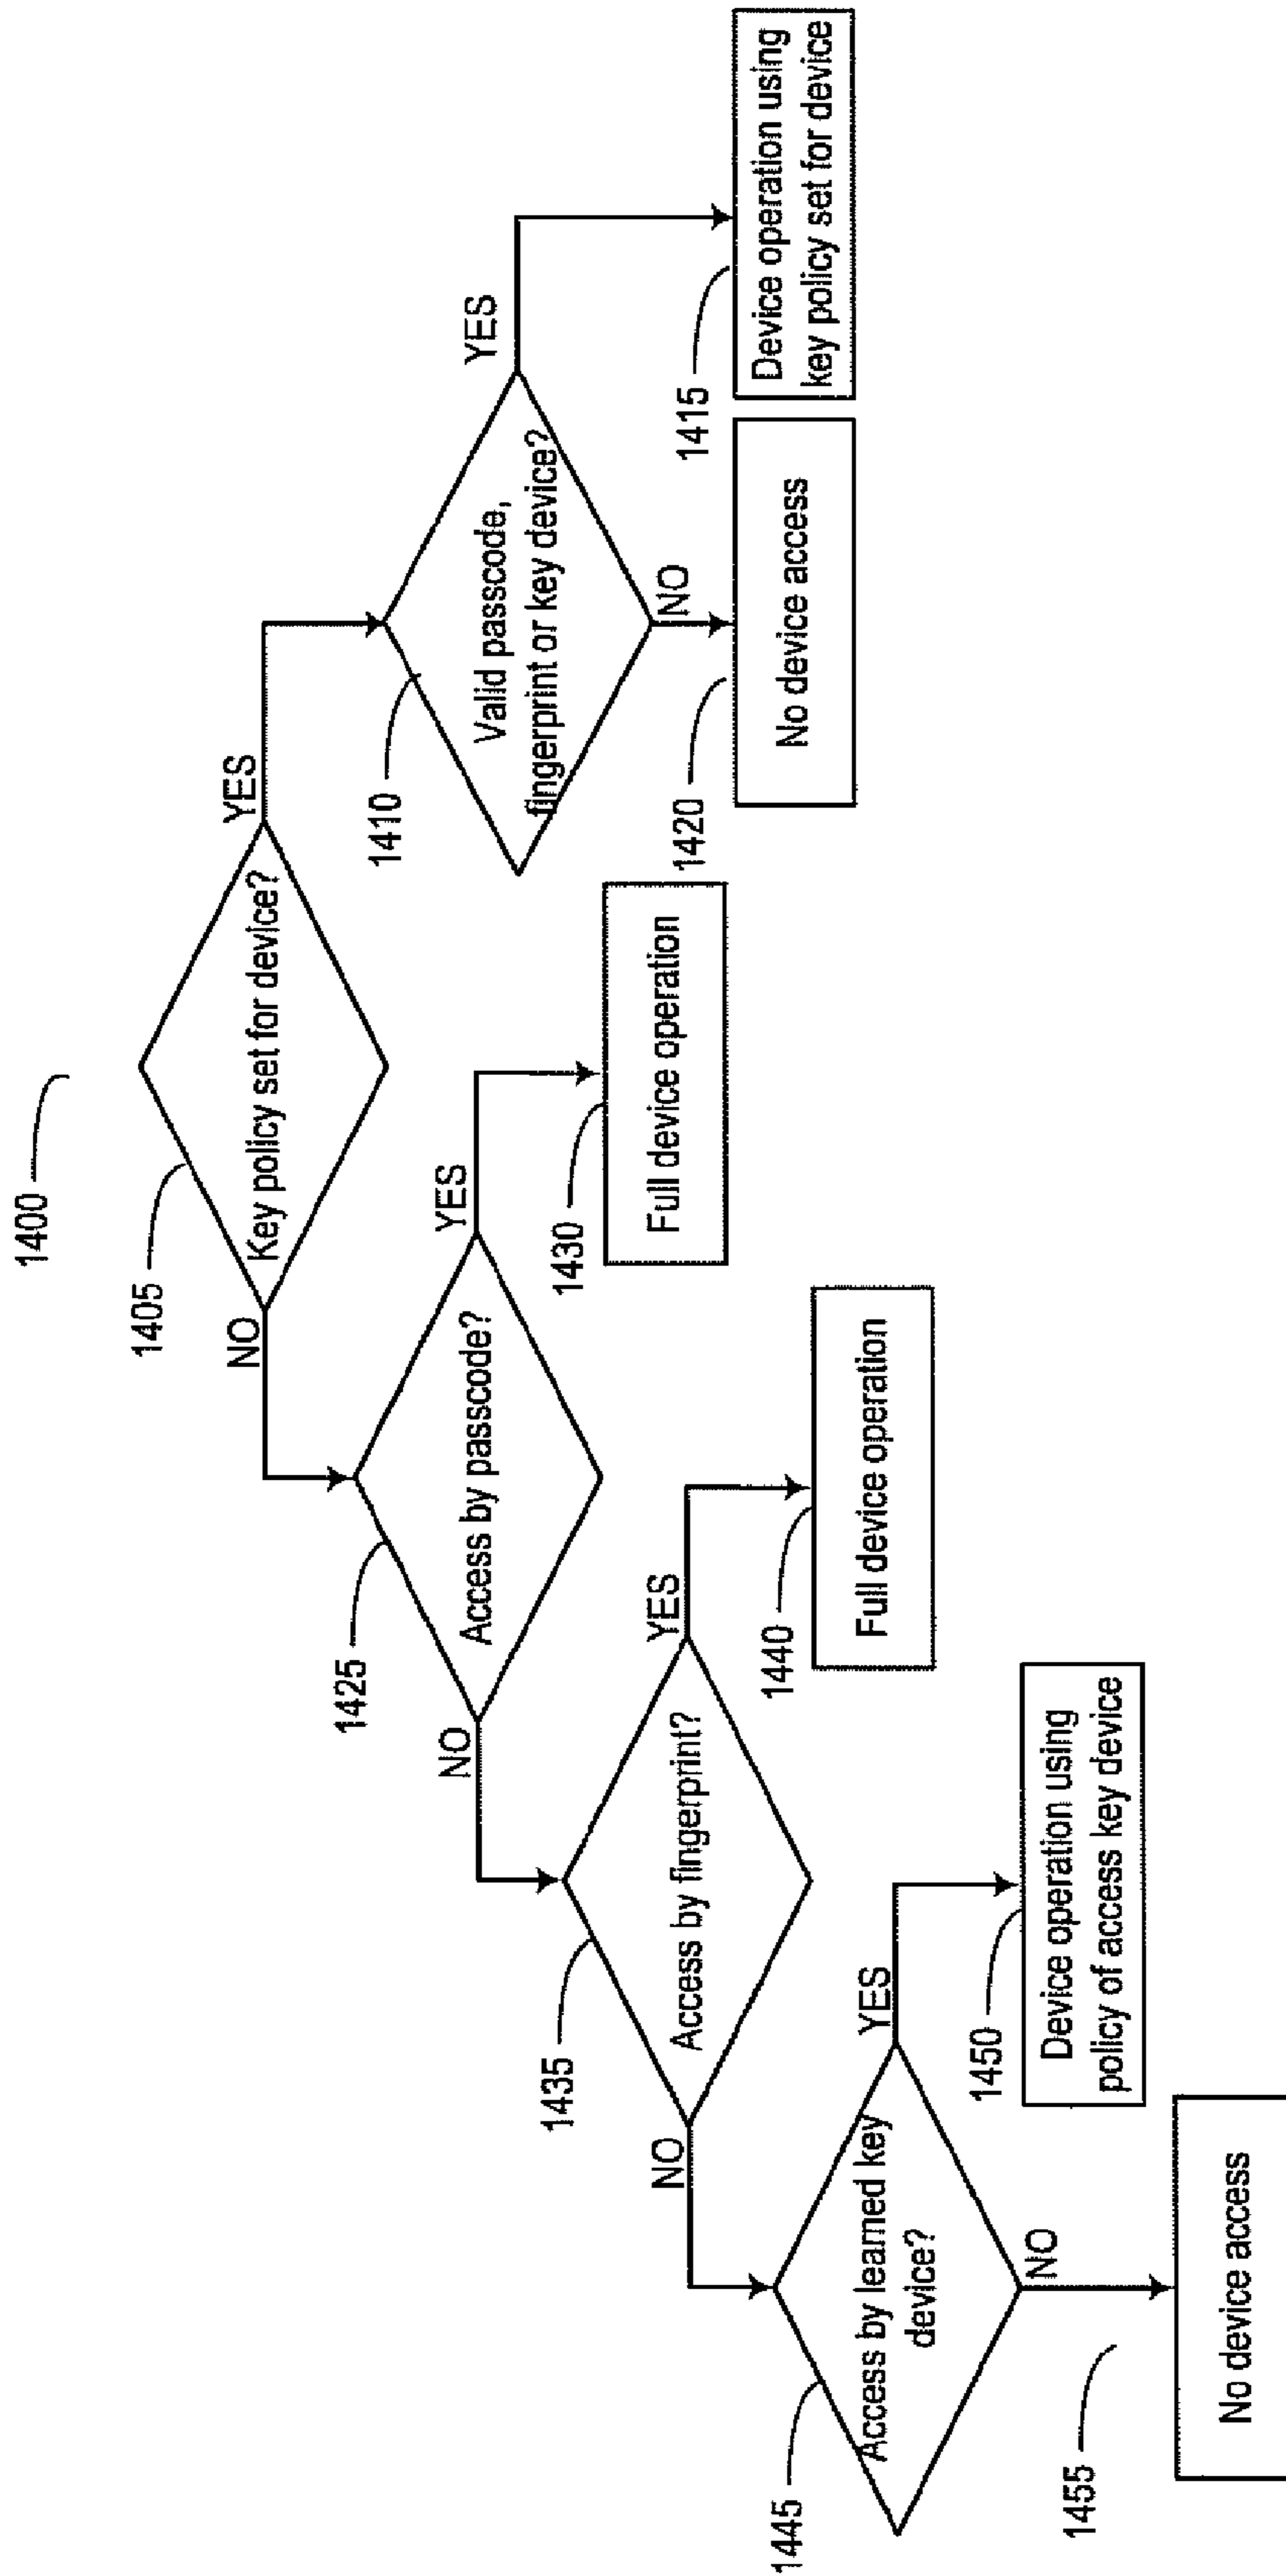 1400
1405
Key policy set for device?
NO
YES
1410
Valid passcode,
fingerprint or key device?
YES
NO
1415
Device operation using
key policy set for device
1420
No device access
1425
Access by passcode?
NO
YES
1430
Full device operation
1435
Access by fingerprint?
NO
YES
1440
Full device operation
1445
Access by learned key
device?
YES
NO
1450
Device operation using
policy of access key device
1455
No device access